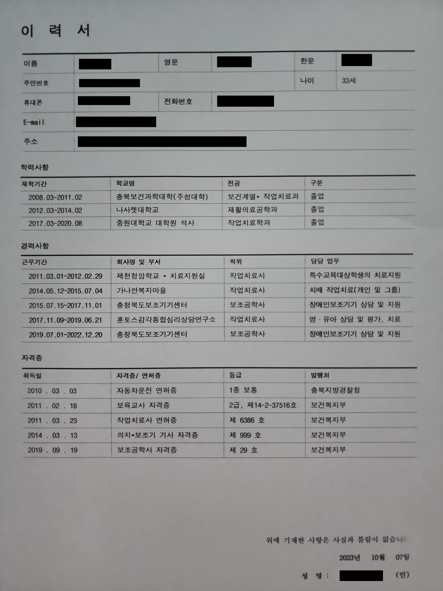 이 력 서
이름 영문 한문
주민번호 나이 33세
휴대폰 전화번호
E-mail
주소
학력사항
재학기간 학교명 전공 구분
2008.03-2011.02 충북보건과학대학(주성대학) 보건계열• 작업치료과 졸업
2012.03-2014.02 나사렛대학교 재활의료공학과 졸업
2017.03-2020.08 중원대학교 대학원 석사 작업치료학과 졸업
경력사항
근무기간 회사명 및 부서 직위 담당 업무
2011.03.01-2012.02.29 제천청암학교 • 치료지원실 작업치료사 특수교육대상학생의 치료지원
2014.05.12-2015.07.04 가나안복지마을 작업치료사 치매 작업치료(개인 및 그룹)
2015.07.15-2017.11.01 충청북도보조기기센터 보조공학사 장애인보조기기 상담 및 지원
2017.11.09-2019.06.21 훈토스감각통합심리상담연구소 작업치료사 영·유아 상담 및 평가, 치료
2019.07.01-2022.12.20 충청북도보조기기센터 보조공학사 장애인보조기기 상담 및 지원
자격증
취득일 자격증/ 면허증 등급 발행처
2010 . 03 . 03 자동차운전 면허증 1종 보통 충북지방경찰청
2011 . 02 . 18 보육교사 자격증 2급, 제14-2-37516호 보건복지부
2011 . 03 . 23 작업치료사 면허증 제 6386 호 보건복지부
2014 . 03 . 13 의지•보조기 기사 자격증 제 999 호 보건복지부
2019 . 09 . 19 보조공학사 자격증 제 29 호 보건복지부
위에 기재한 사항은 사실과 틀림이 없습니다.
2023년 10월 07일
성 명 : (인)